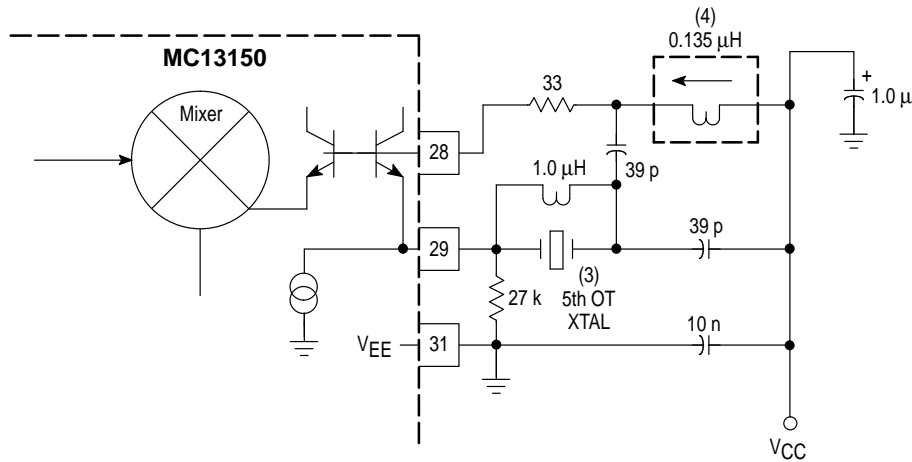 (4)
0.135 μH
MC13150
Mixer
33
+
1.0 μ
28
39 p
1.0 μH
29
39 p
(3)
5th OT
XTAL
27 k
10 n
VEE
31
VCC